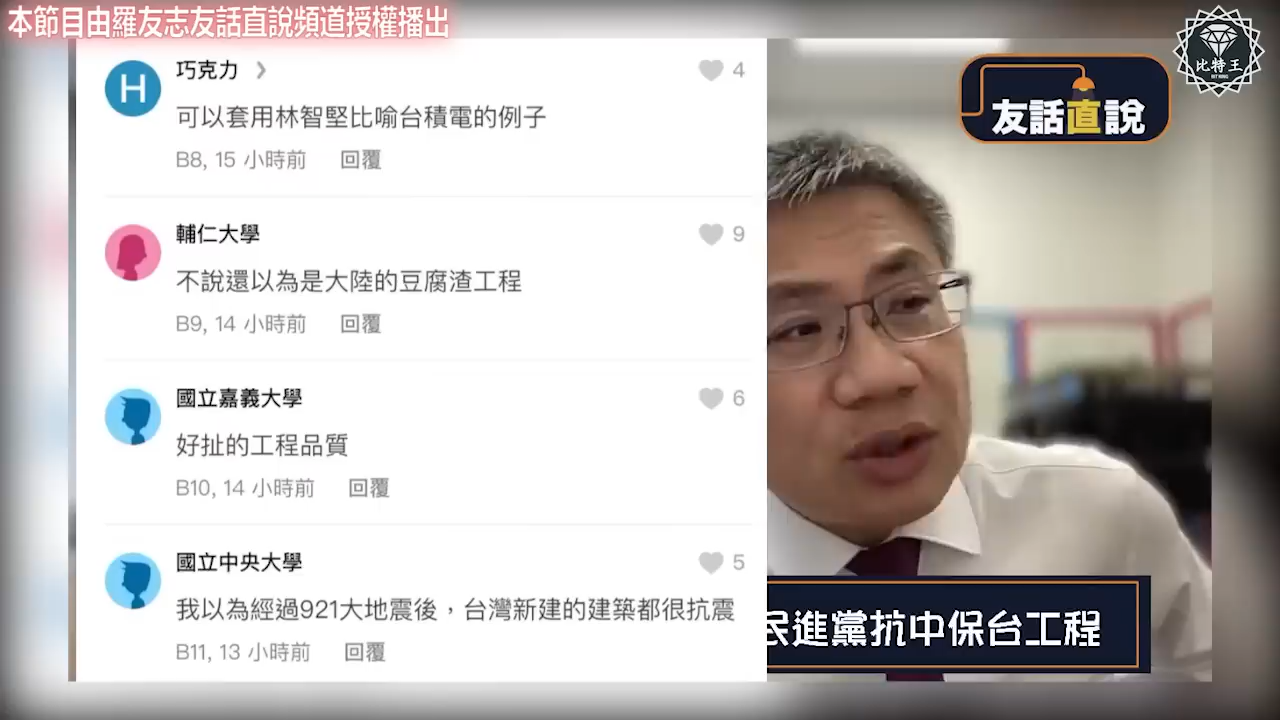 本節目由羅友志友話直說頻道授權播出
比特王
BIT KING
友話直說
H
巧克力
4
可以套用林智堅比喻台積電的例子
B8, 15 小時前 回覆
輔仁大學
9
不說還以為是大陸的豆腐渣工程
B9, 14 小時前 回覆
國立嘉義大學
6
好扯的工程品質
B10, 14 小時前 回覆
國立中央大學
5
我以為經過921大地震後，台灣新建的建築都很抗震
B11, 13 小時前 回覆
民進黨抗中保台工程